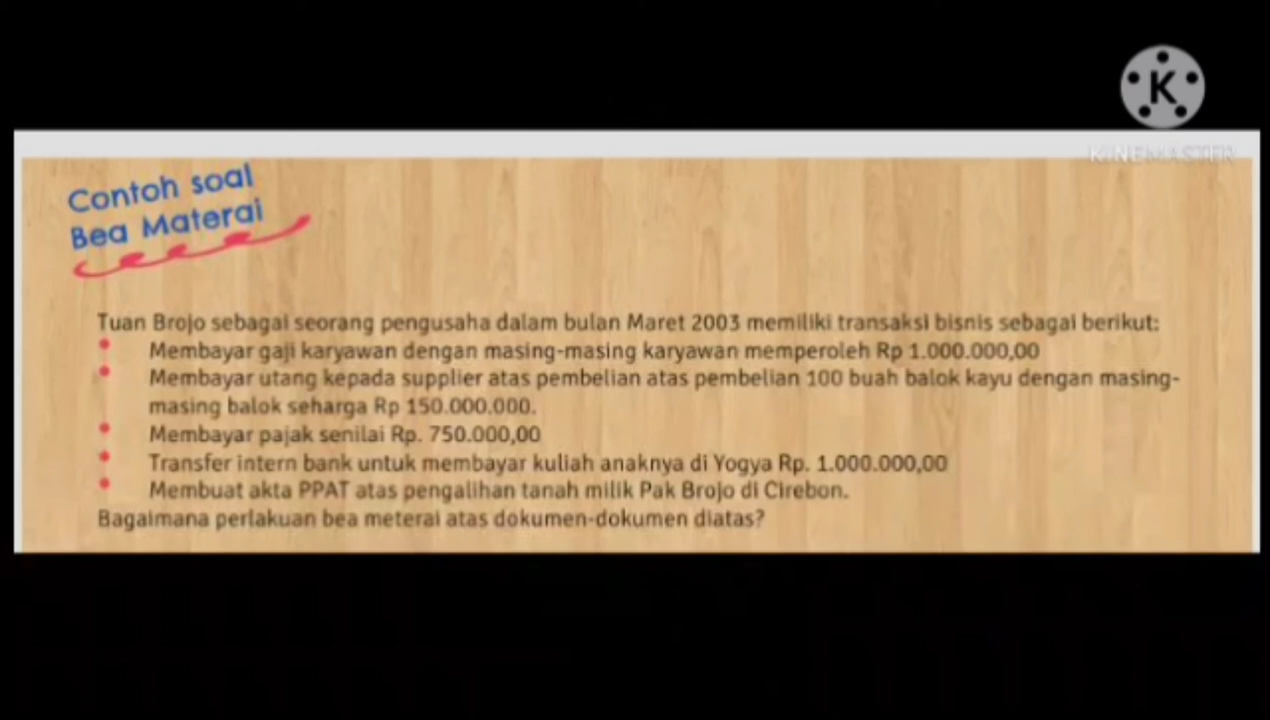 K
KINEMASTER
Contoh soal
Bea Materai
Tuan Brojo sebagai seorang pengusaha dalam bulan Maret 2003 memiliki transaksi bisnis sebagai berikut:
• Membayar gaji karyawan dengan masing-masing karyawan memperoleh Rp 1.000.000,00
• Membayar utang kepada supplier atas pembelian atas pembelian 100 buah balok kayu dengan masing-
masing balok seharga Rp 150.000.000.
• Membayar pajak senilai Rp. 750.000,00
• Transfer intern bank untuk membayar kuliah anaknya di Yogya Rp. 1.000.000,00
• Membuat akta PPAT atas pengalihan tanah milik Pak Brojo di Cirebon.
Bagaimana perlakuan bea meterai atas dokumen-dokumen diatas?